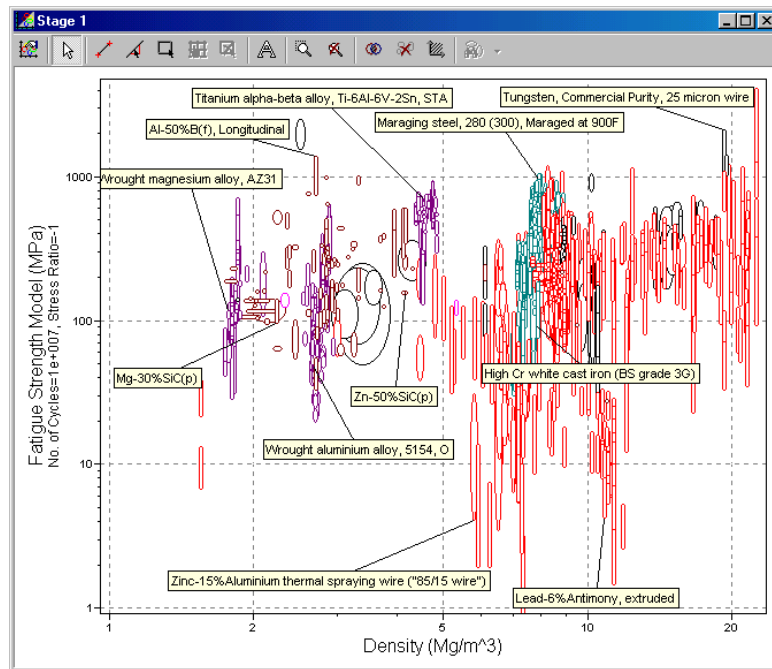 Stage 1
Titanium alpha-beta alloy, Ti-6Al-6V-2Sn, STA
Tungsten, Commercial Purity, 25 micron wire
Al-50%B(f), Longitudinal
Maraging steel, 280 (300), Maraged at 900F
Wrought magnesium alloy, AZ31
1000
Fatigue Strength Model (MPa)
No. of Cycles=1e+007, Stress Ratio=-1
100
Mg-30%SiC(p)
Zn-50%SiC(p)
High Cr white cast iron (BS grade 3G)
Wrought aluminium alloy, 5154, O
10
Zinc-15%Aluminium thermal spraying wire ("85/15 wire")
Lead-6%Antimony, extruded
1
1 2 5 10 20
Density (Mg/m^3)